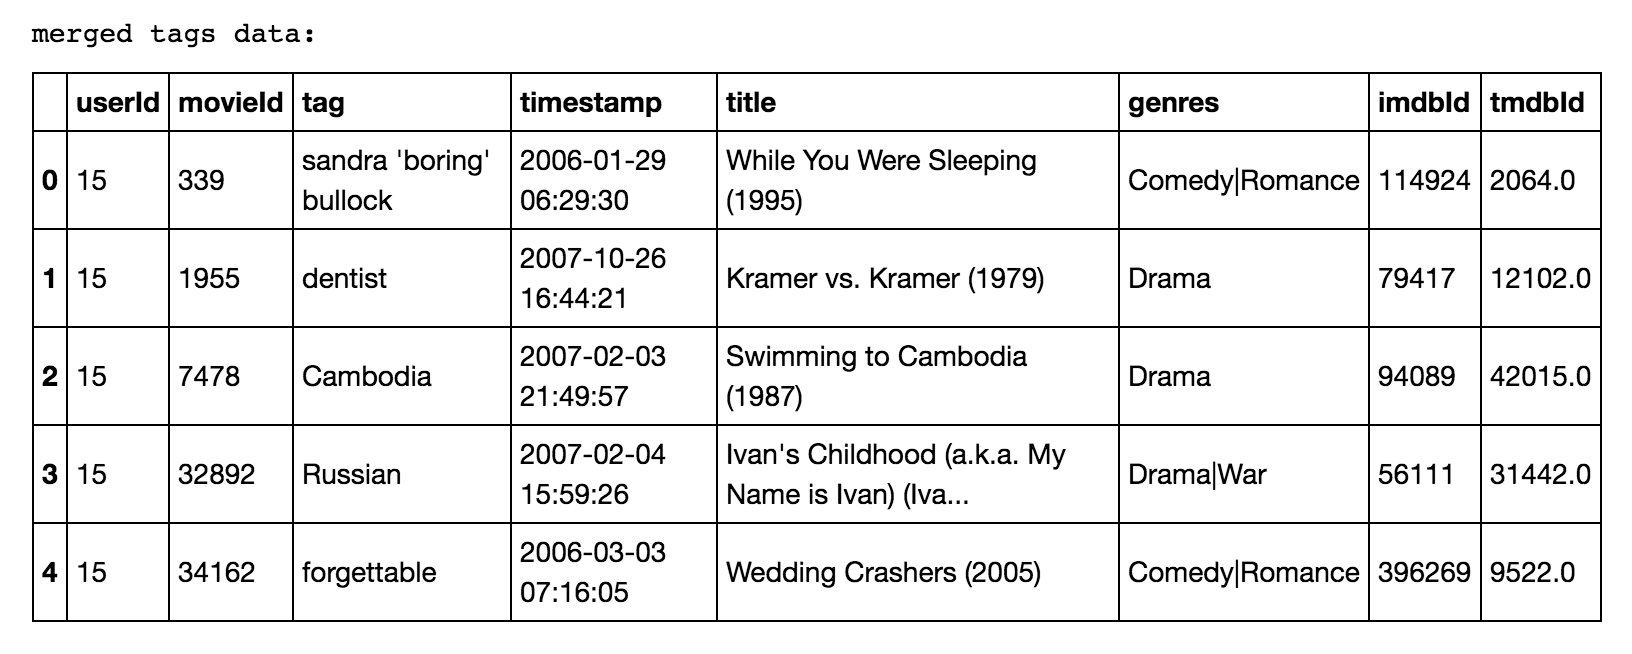 merged tags data:
userId movieId tag timestamp title genres imdbId tmdbId
0 15 339 sandra 'boring' bullock 2006-01-29 06:29:30 While You Were Sleeping (1995) Comedy|Romance 114924 2064.0
1 15 1955 dentist 2007-10-26 16:44:21 Kramer vs. Kramer (1979) Drama 79417 12102.0
2 15 7478 Cambodia 2007-02-03 21:49:57 Swimming to Cambodia (1987) Drama 94089 42015.0
3 15 32892 Russian 2007-02-04 15:59:26 Ivan's Childhood (a.k.a. My Name is Ivan) (Iva... Drama|War 56111 31442.0
4 15 34162 forgettable 2006-03-03 07:16:05 Wedding Crashers (2005) Comedy|Romance 396269 9522.0